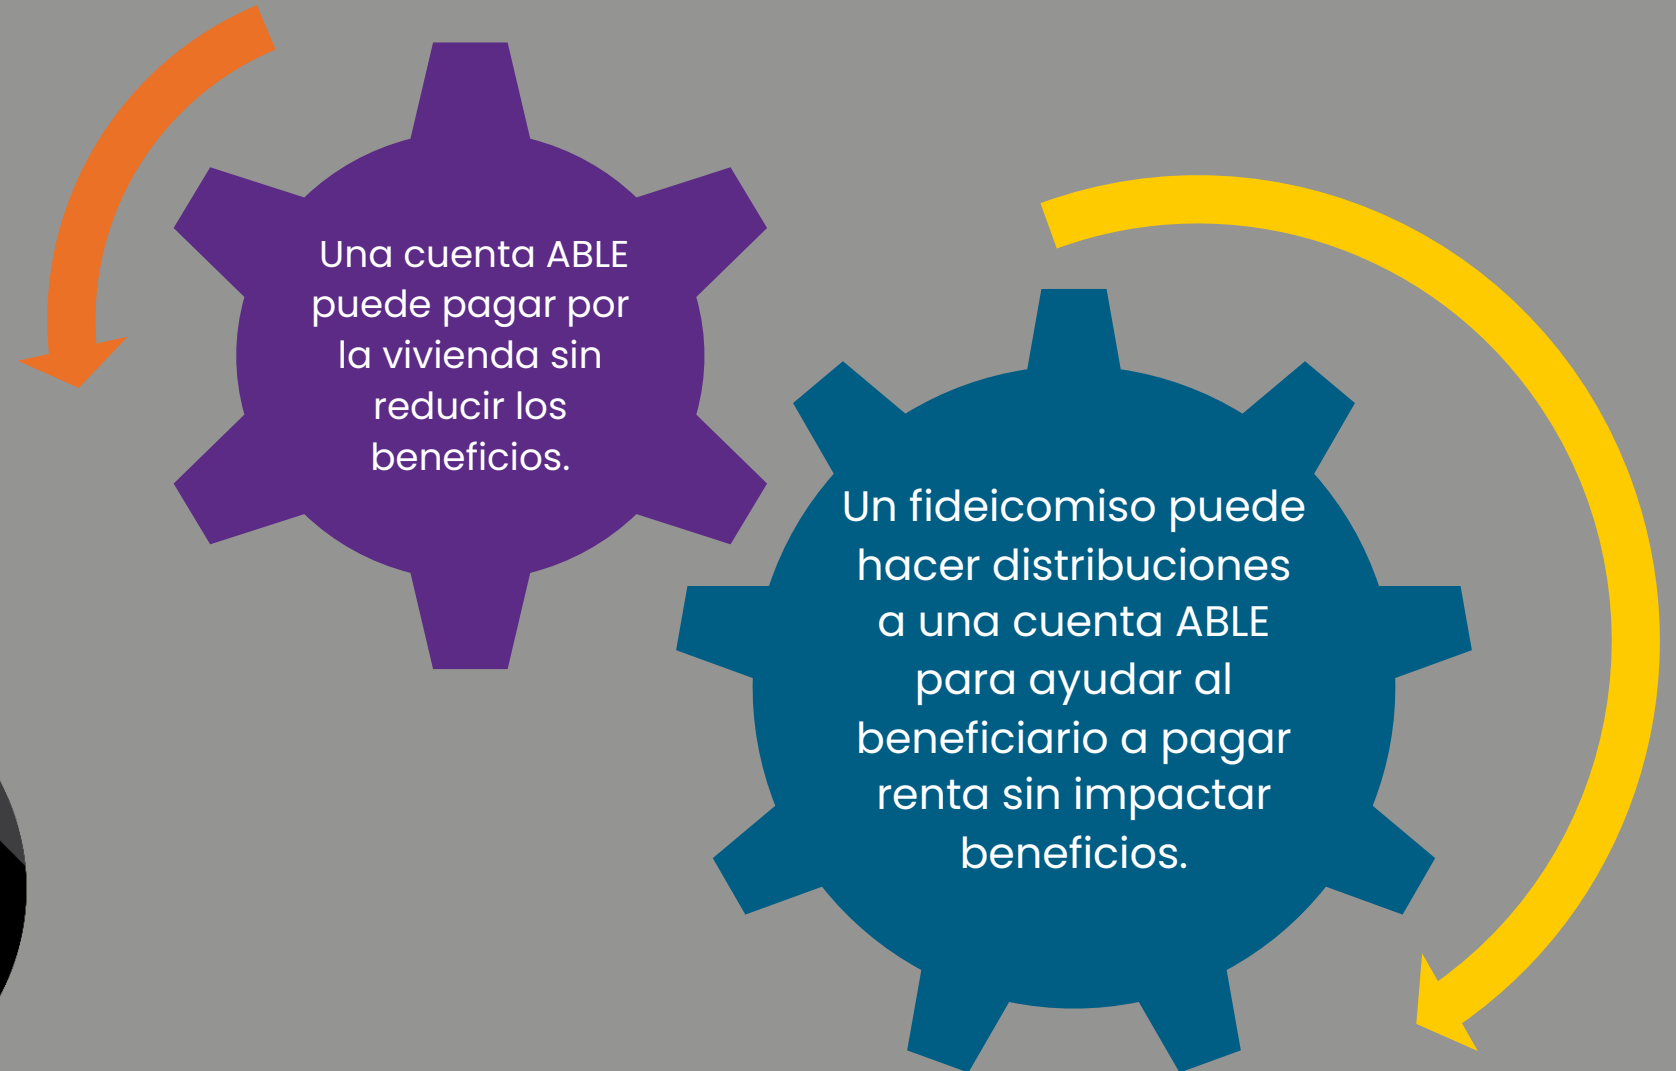 Una cuenta ABLE
puede pagar por
la vivienda sin
reducir los
beneficios.
Un fideicomiso puede
hacer distribuciones
a una cuenta ABLE
para ayudar al
beneficiario a pagar
renta sin impactar
beneficios.